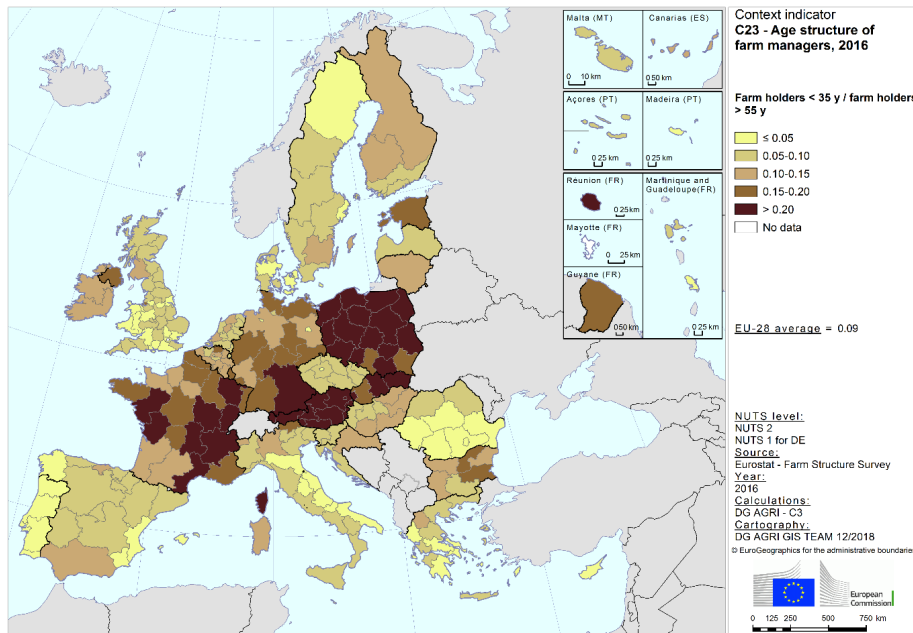 Context indicator
C23 - Age structure of
farm managers, 2016
Farm holders < 35 y / farm holders
> 55 y
≤ 0.05
0.05-0.10
0.10-0.15
0.15-0.20
> 0.20
No data
EU-28 average = 0.09
NUTS level:
NUTS 2
NUTS 1 for DE
Source:
Eurostat - Farm Structure Survey
Year:
2016
Calculations:
DG AGRI - C3
Cartography:
DG AGRI GIS TEAM 12/2018
© EuroGeographics for the administrative boundaries
European
Commission
0 125 250 500 750 km
Malta (MT)
0 10 km
Canarias (ES)
0 50 km
Açores (PT)
0 25 km
Madeira (PT)
0 25 km
Réunion (FR)
0 25 km
Mayotte (FR)
0 25 km
Guyane (FR)
0 50 km
Martinique and
Guadeloupe(FR)
0 25 km